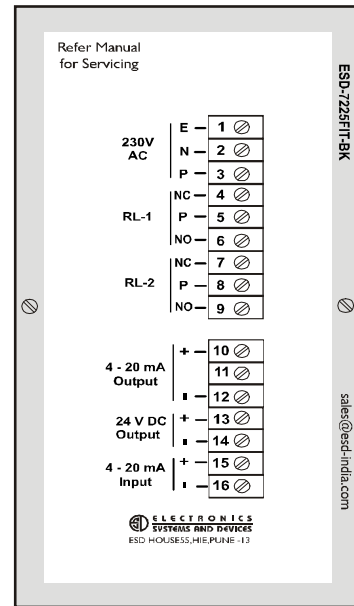 Refer Manual
for Servicing
ESD-7225FIT-BK
230V
AC
E 1
N 2
P 3
RL-1
NC 4
P 5
NO 6
RL-2
NC 7
P 8
NO 9
4 - 20 mA
Output
+ 10
11
- 12
24 V DC
Output
+ 13
- 14
4 - 20 mA
Input
+ 15
- 16
sales@esd-india.com
ESD ELECTRONICS
SYSTEMS AND DEVICES
ESD HOUSE55,HIE,PUNE -13